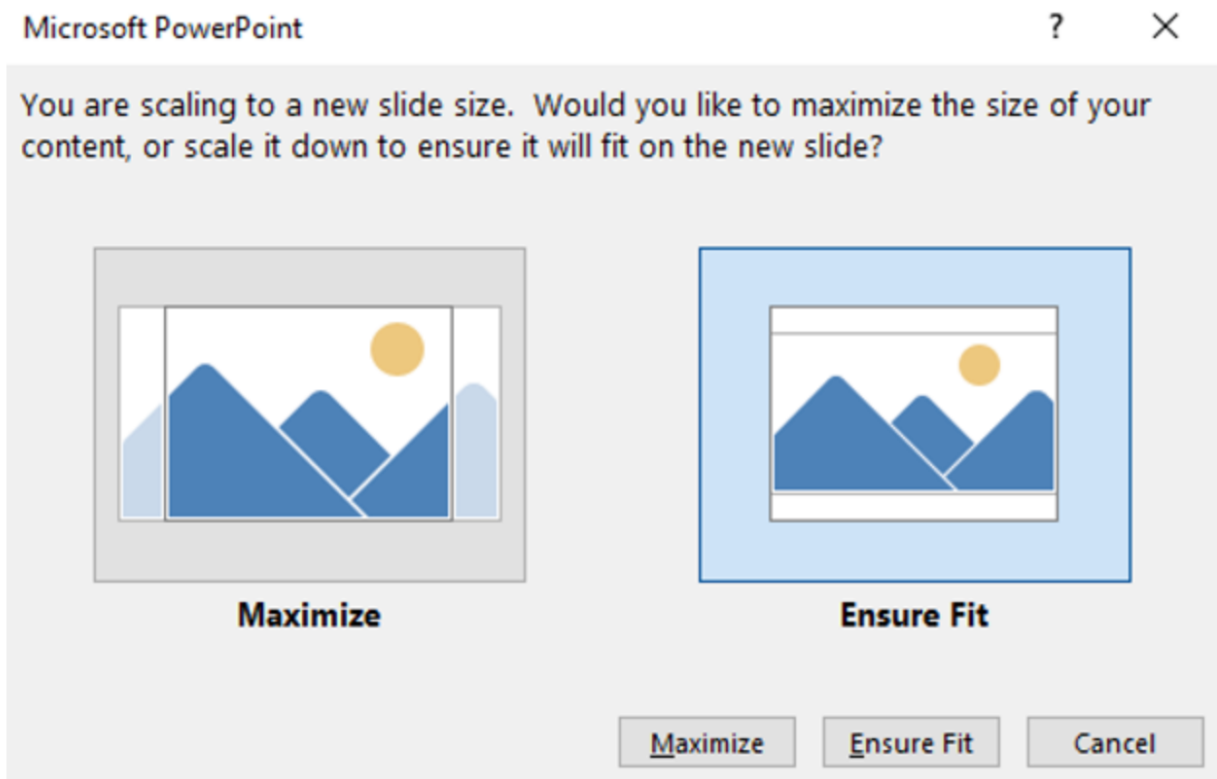 Microsoft PowerPoint
?
You are scaling to a new slide size.  Would you like to maximize the size of your
content, or scale it down to ensure it will fit on the new slide?
Maximize
Ensure Fit
Maximize
Ensure Fit
Cancel